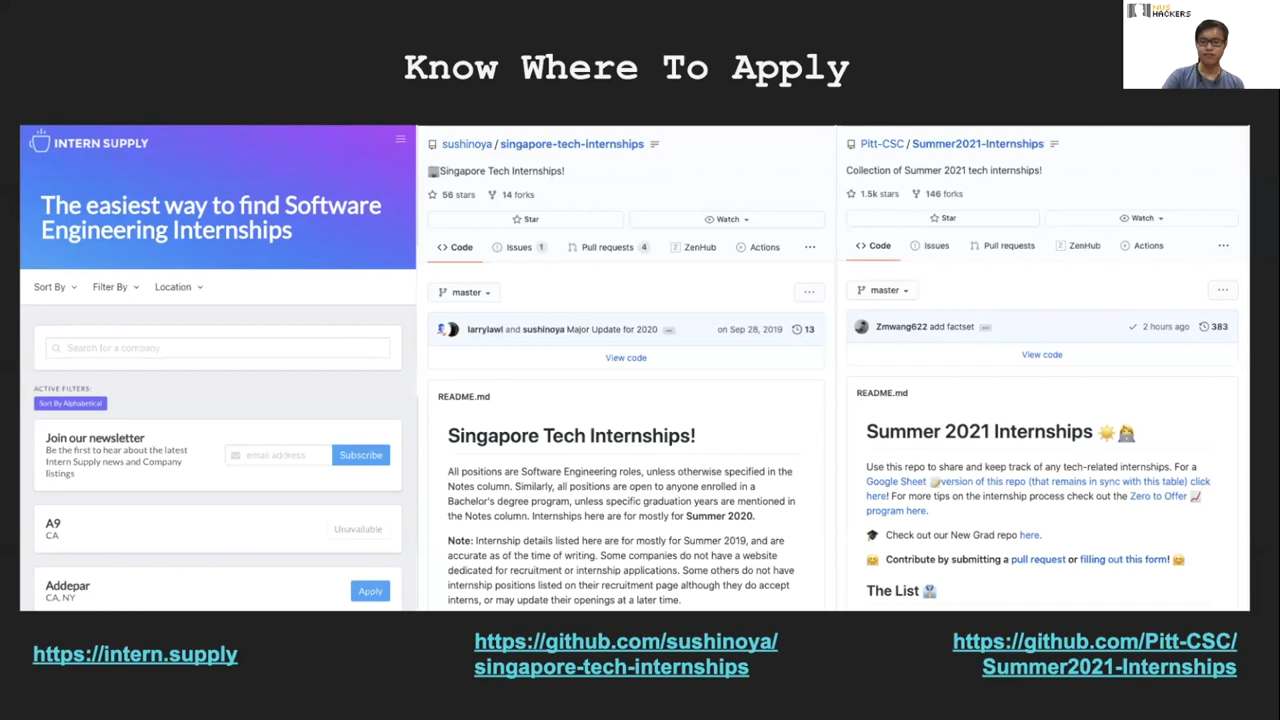 NUS
HACKERS
Know Where To Apply
INTERN SUPPLY
The easiest way to find Software
Engineering Internships
Sort By
Filter By
Location
Search for a company
ACTIVE FILTERS:
Sort By Alphabetical
Join our newsletter
Be the first to hear about the latest
Intern Supply news and Company
listings
email address
Subscribe
A9
CA
Unavailable
Addepar
CA, NY
Apply
https://intern.supply
sushinoya / singapore-tech-internships
Singapore Tech Internships!
56 stars 14 forks
Star Watch
Code Issues 1 Pull requests 4 ZenHub Actions ...
master ...
larrylawl and sushinoya Major Update for 2020 ... on Sep 28, 2019 13
View code
README.md
Singapore Tech Internships!
All positions are Software Engineering roles, unless otherwise specified in the
Notes column. Similarly, all positions are open to anyone enrolled in a
Bachelor's degree program, unless specific graduation years are mentioned in
the Notes column. Internships here are for mostly for Summer 2020.
Note: Internship details listed here are for mostly for Summer 2019, and are
accurate as of the time of writing. Some companies do not have a website
dedicated for recruitment or internship applications. Some others do not have
internship positions listed on their recruitment page although they do accept
interns, or may update their openings at a later time.
https://github.com/sushinoya/
singapore-tech-internships
Pitt-CSC / Summer2021-Internships
Collection of Summer 2021 tech internships!
1.5k stars 146 forks
Star Watch
Code Issues Pull requests ZenHub Actions ...
master ...
Zmwang622 add factset ... 2 hours ago 383
View code
README.md
Summer 2021 Internships ☀️👩‍💻
Use this repo to share and keep track of any tech-related internships. For a
Google Sheet 📝version of this repo (that remains in sync with this table) click
here! For more tips on the internship process check out the Zero to Offer 📈
program here.
🎓 Check out our New Grad repo here.
🤗 Contribute by submitting a pull request or filling out this form! 🤗
The List 👔
https://github.com/Pitt-CSC/
Summer2021-Internships